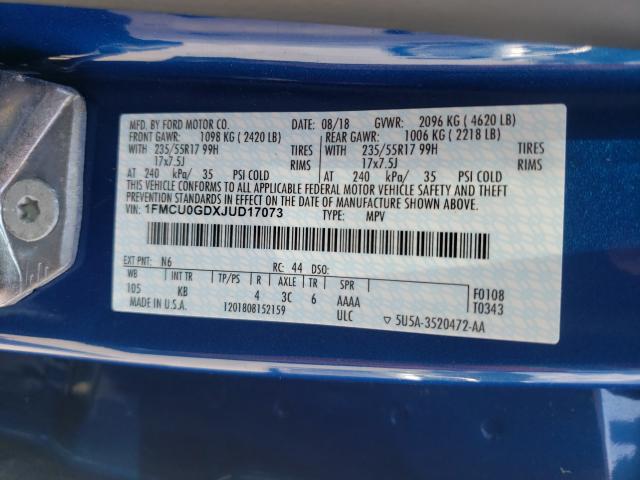 MFD. BY FORD MOTOR CO. 08/18 GVWR: 2096 KG (4620 LB)
FRONT GAWR: 1098 KG (2420 LB) REAR GAWR: 1006 KG (2218 LB)
WITH 235/55R17 99H TIRES WITH 235/55R17 99H TIRES
17x7.5J RIMS 17x7.5J RIMS
AT 240 kPa/ 35 PSI COLD AT 240 kPa/ 35 PSI COLD
THIS VEHICLE CONFORMS TO ALL APPLICABLE FEDERAL MOTOR VEHICLE SAFETY AND THEFT
PREVENTION STANDARDS IN EFFECT ON THE DATE OF MANUFACTURE SHOWN ABOVE.
VIN: 1FMCU0GDXJUD17073 TYPE: MPV
EXT PNT: N6 RC: 44 DSO:
WB INT TR TP/PS R AXLE TR SPR
105 KB 4 3C 6 AAAA F0108
MADE IN U.S.A. 1201808152159 ULC T0343
▽5U5A-3520472-AA